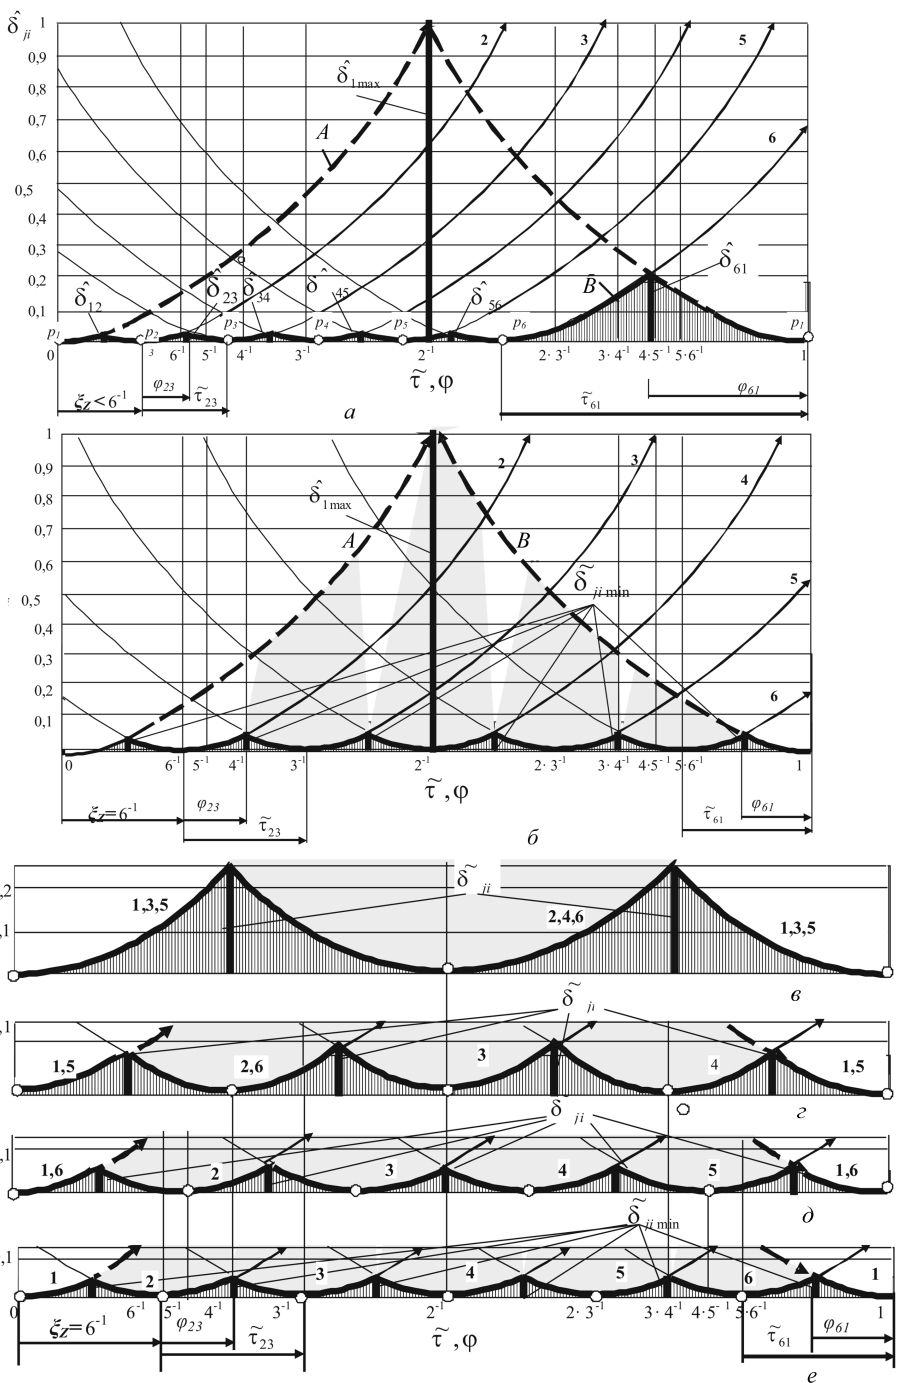 δ̂ji 1 2 3 5
0,9
δ̂1max
0,8
0,7 A 6
0,6
0,5
0,4
0,3 δ̂61
0,2 δ̂12 δ̂23 δ̂34 δ̂45 δ̂56 B
0,1
p1 p2 p3 p4 p5 p6 p1
0 3 6-1 5-1 4-1 3-1 2-1 2·3-1 3·4-1 4·5-1 5·6-1 1
τ̃,φ
φ23 τ̃23 τ̃61 φ61
ξz<6-1
а
1 2 3
0,9 4
0,8 δ̂1max
0,7 A B
0,6 δ̃ji min 5
0,5
0,4
0,3
0,2 6
0,1
0 6-1 5-1 4-1 3-1 2-1 2·3-1 3·4-1 4·5-1 5·6-1 1
τ̃,φ
ξz=6-1 φ23 τ̃23 τ̃61 φ61
б
,2 δ̃ji
1,3,5 2,4,6 1,3,5
,1
в
δ̃ji
,1
1,5 2,6 3 4 1,5
г
δ̃ji
,1
1,6 2 3 4 5 1,6
д
δ̃ji min
,1
1 2 3 4 5 6 1
0 6-1 5-1 4-1 3-1 2-1 2·3-1 3·4-1 4·5-1 5·6-1 1
ξz=6-1 φ23 τ̃23 τ̃,φ τ̃61 φ61
е